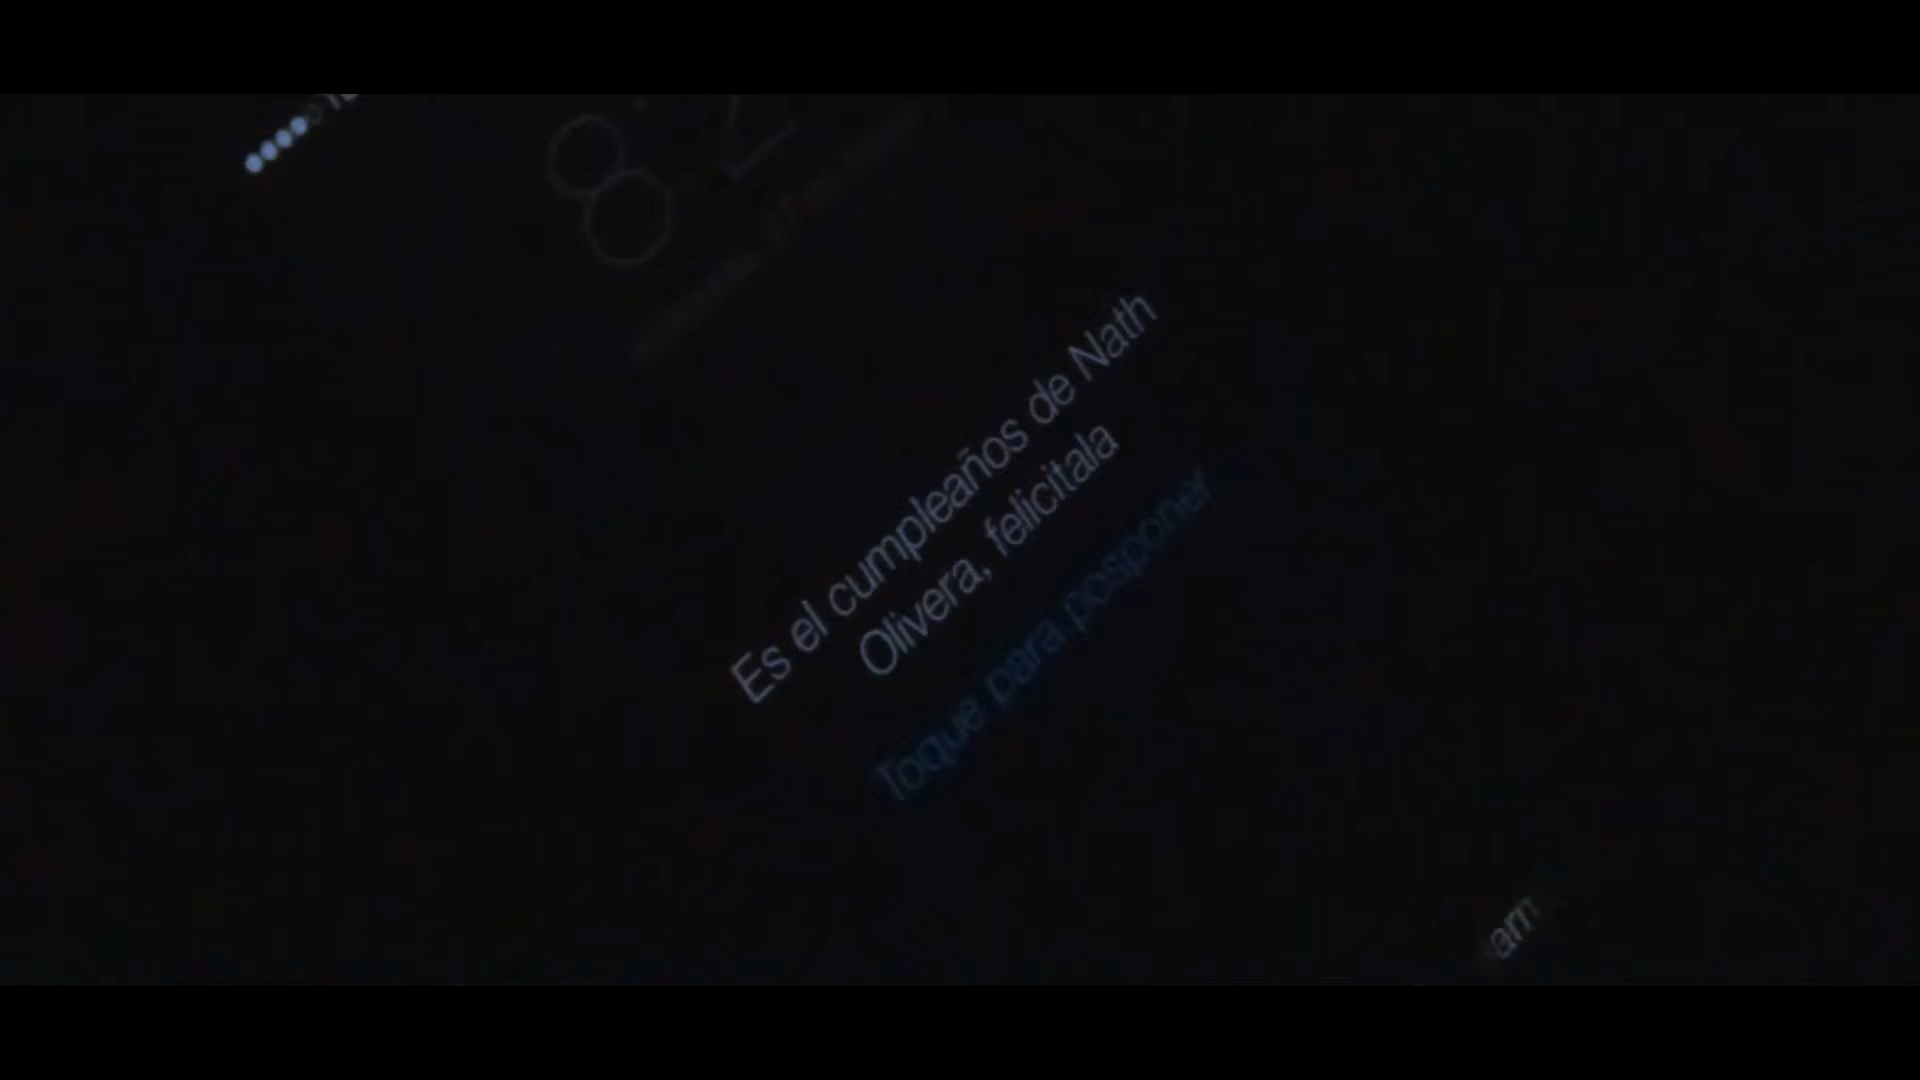 Es el cumpleaños de Nath
Olivera, felicitala
Toque para posponer